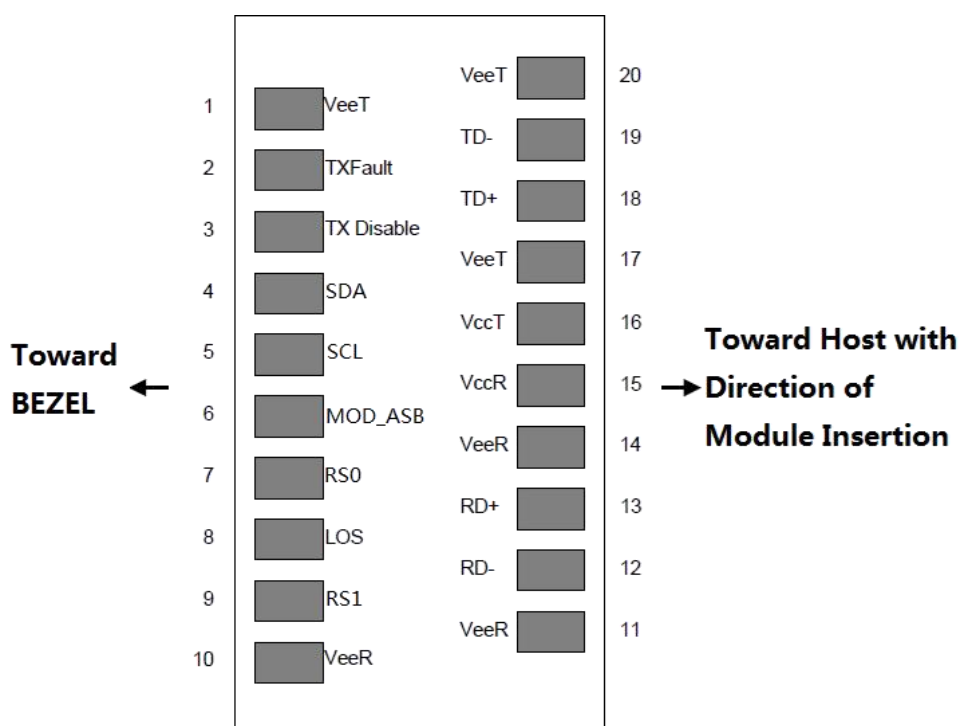 VeeT 20
1 VeeT
TD- 19
2 TXFault
TD+ 18
3 TX Disable
VeeT 17
4 SDA
VccT 16
5 SCL
Toward
BEZEL
Toward Host with
Direction of
Module Insertion
VccR 15
6 MOD_ASB
VeeR 14
7 RS0
RD+ 13
8 LOS
RD- 12
9 RS1
VeeR 11
10 VeeR